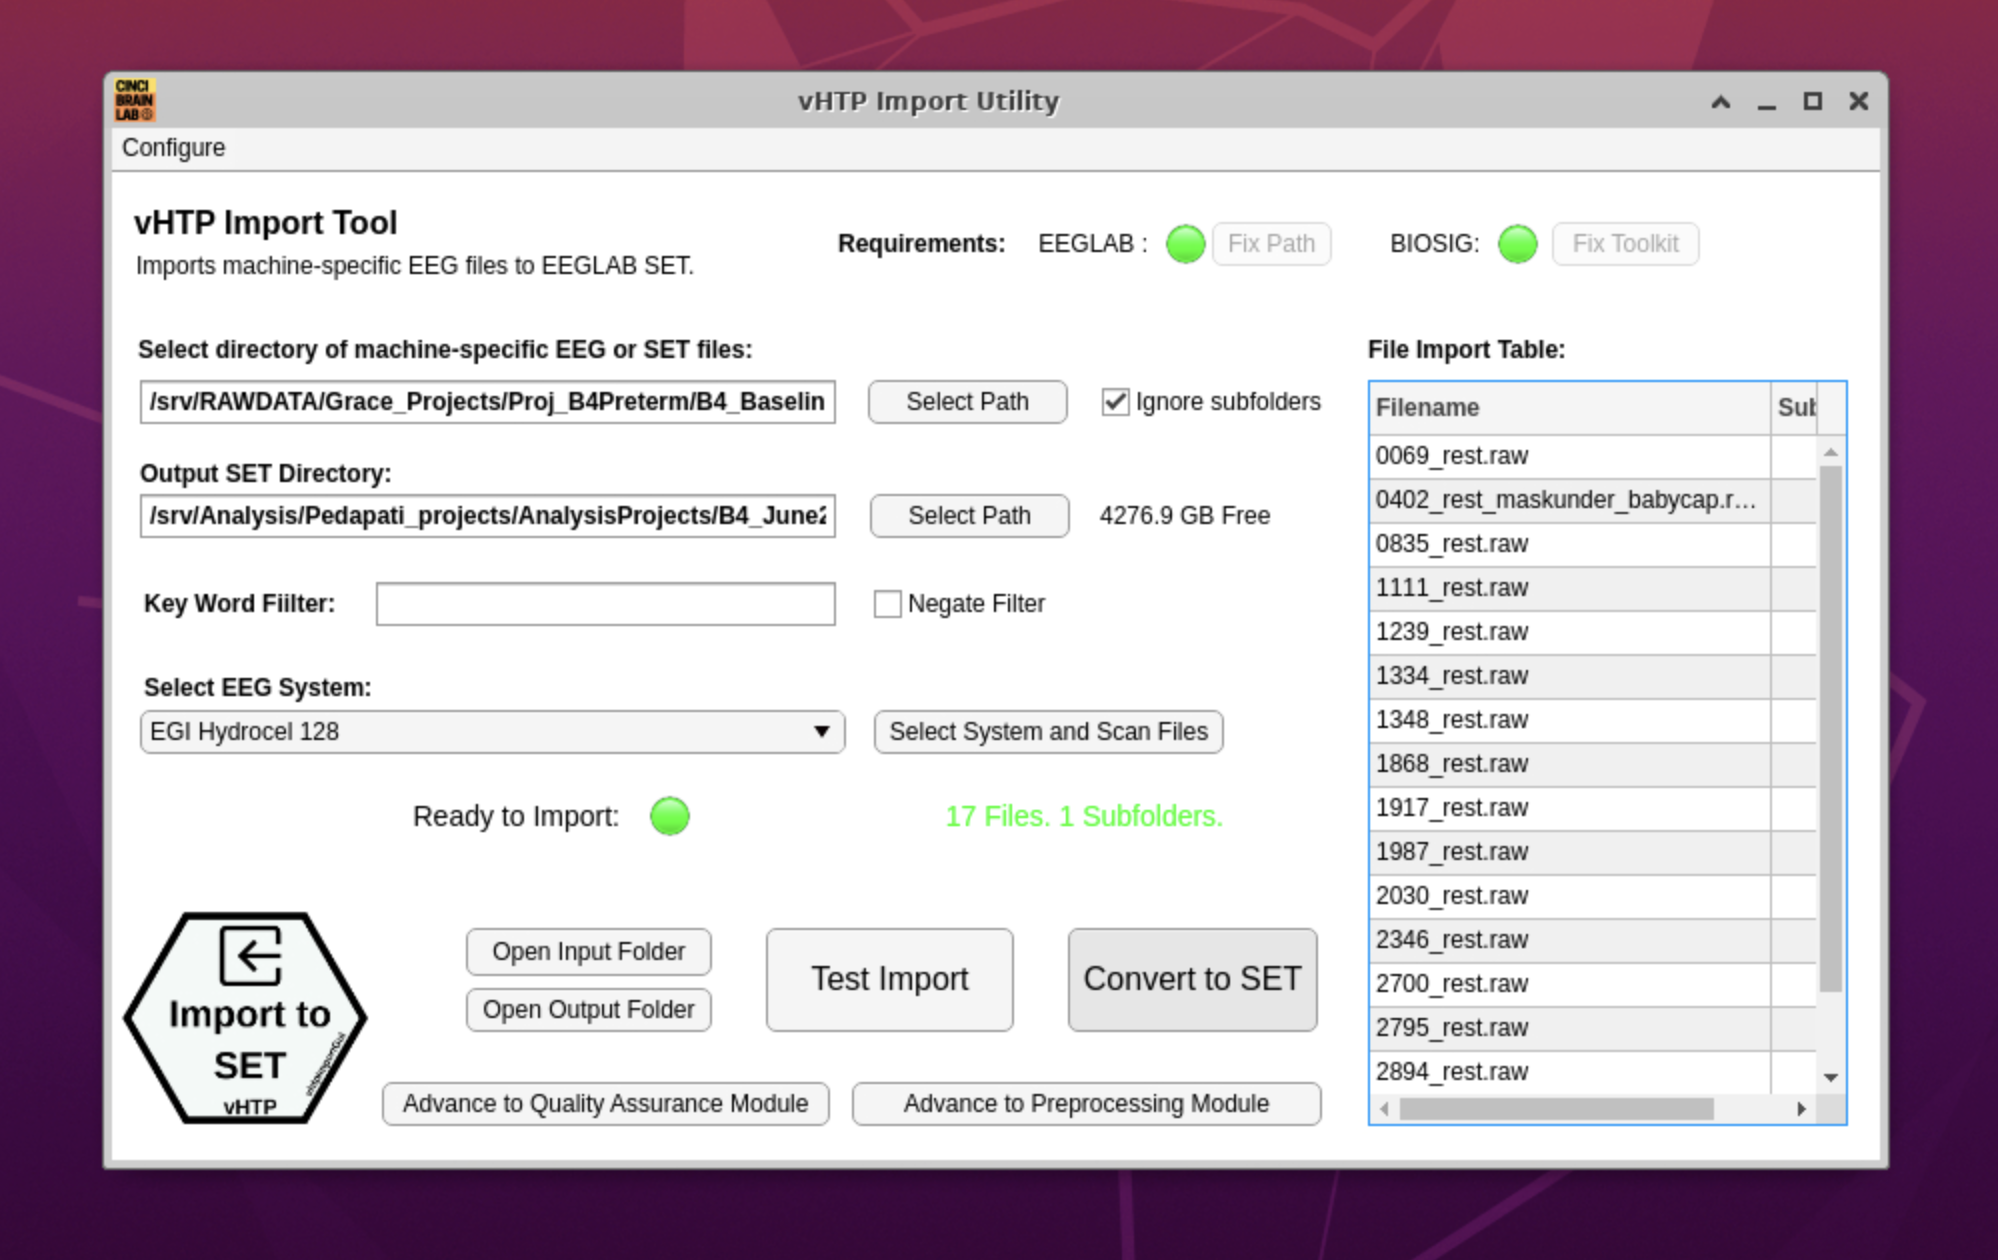 CINCI
BRAIN
LAB
vHTP Import Utility
Configure
vHTP Import Tool
Imports machine-specific EEG files to EEGLAB SET.
Requirements: EEGLAB : Fix Path BIOSIG: Fix Toolkit
Select directory of machine-specific EEG or SET files:
/srv/RAWDATA/Grace_Projects/Proj_B4Preterm/B4_Baselin
Select Path
Ignore subfolders
Output SET Directory:
/srv/Analysis/Pedapati_projects/AnalysisProjects/B4_June2
Select Path
4276.9 GB Free
Key Word Fiilter:
Negate Filter
Select EEG System:
EGI Hydrocel 128
Select System and Scan Files
Ready to Import:
17 Files. 1 Subfolders.
Import to
SET
vHTP
Open Input Folder
Open Output Folder
Test Import
Convert to SET
Advance to Quality Assurance Module
Advance to Preprocessing Module
File Import Table:
Filename Sub
0069_rest.raw
0402_rest_maskunder_babycap.r...
0835_rest.raw
1111_rest.raw
1239_rest.raw
1334_rest.raw
1348_rest.raw
1868_rest.raw
1917_rest.raw
1987_rest.raw
2030_rest.raw
2346_rest.raw
2700_rest.raw
2795_rest.raw
2894_rest.raw